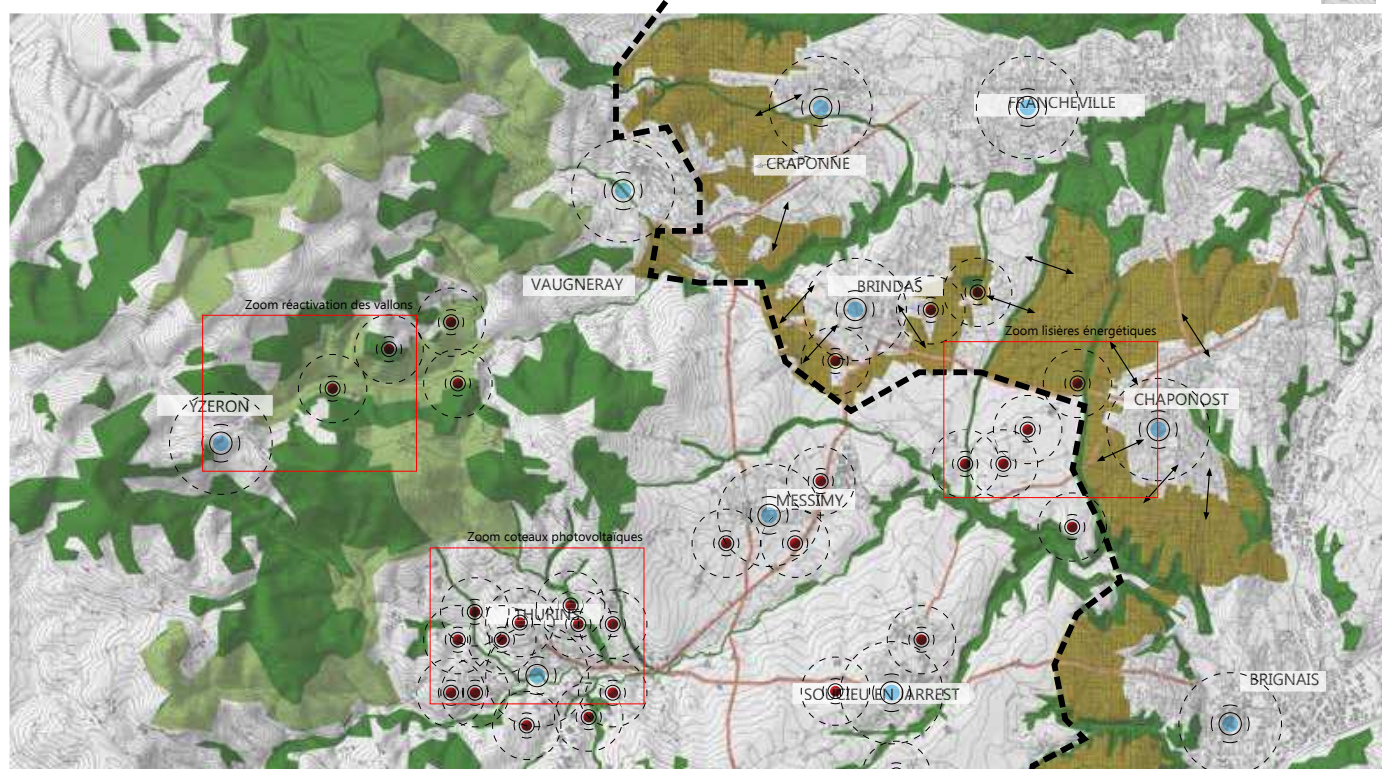 FRANCHEVILLE
CRAPONNE
VAUGNERAY
BRINDAS
Zoom réactivation des vallons
Zoom lisières énergétiques
YZERON
CHAPONOST
MESSIMY
Zoom coteaux photovoltaïques
THURINS
BRIGNAIS
SOUCIEU EN JARREST